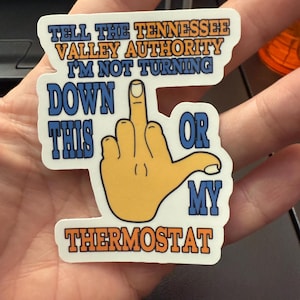 TELL THE TENNESSEE
VALLEY AUTHORITY
I'M NOT TURNING
DOWN
THIS
OR
MY
THERMOSTAT